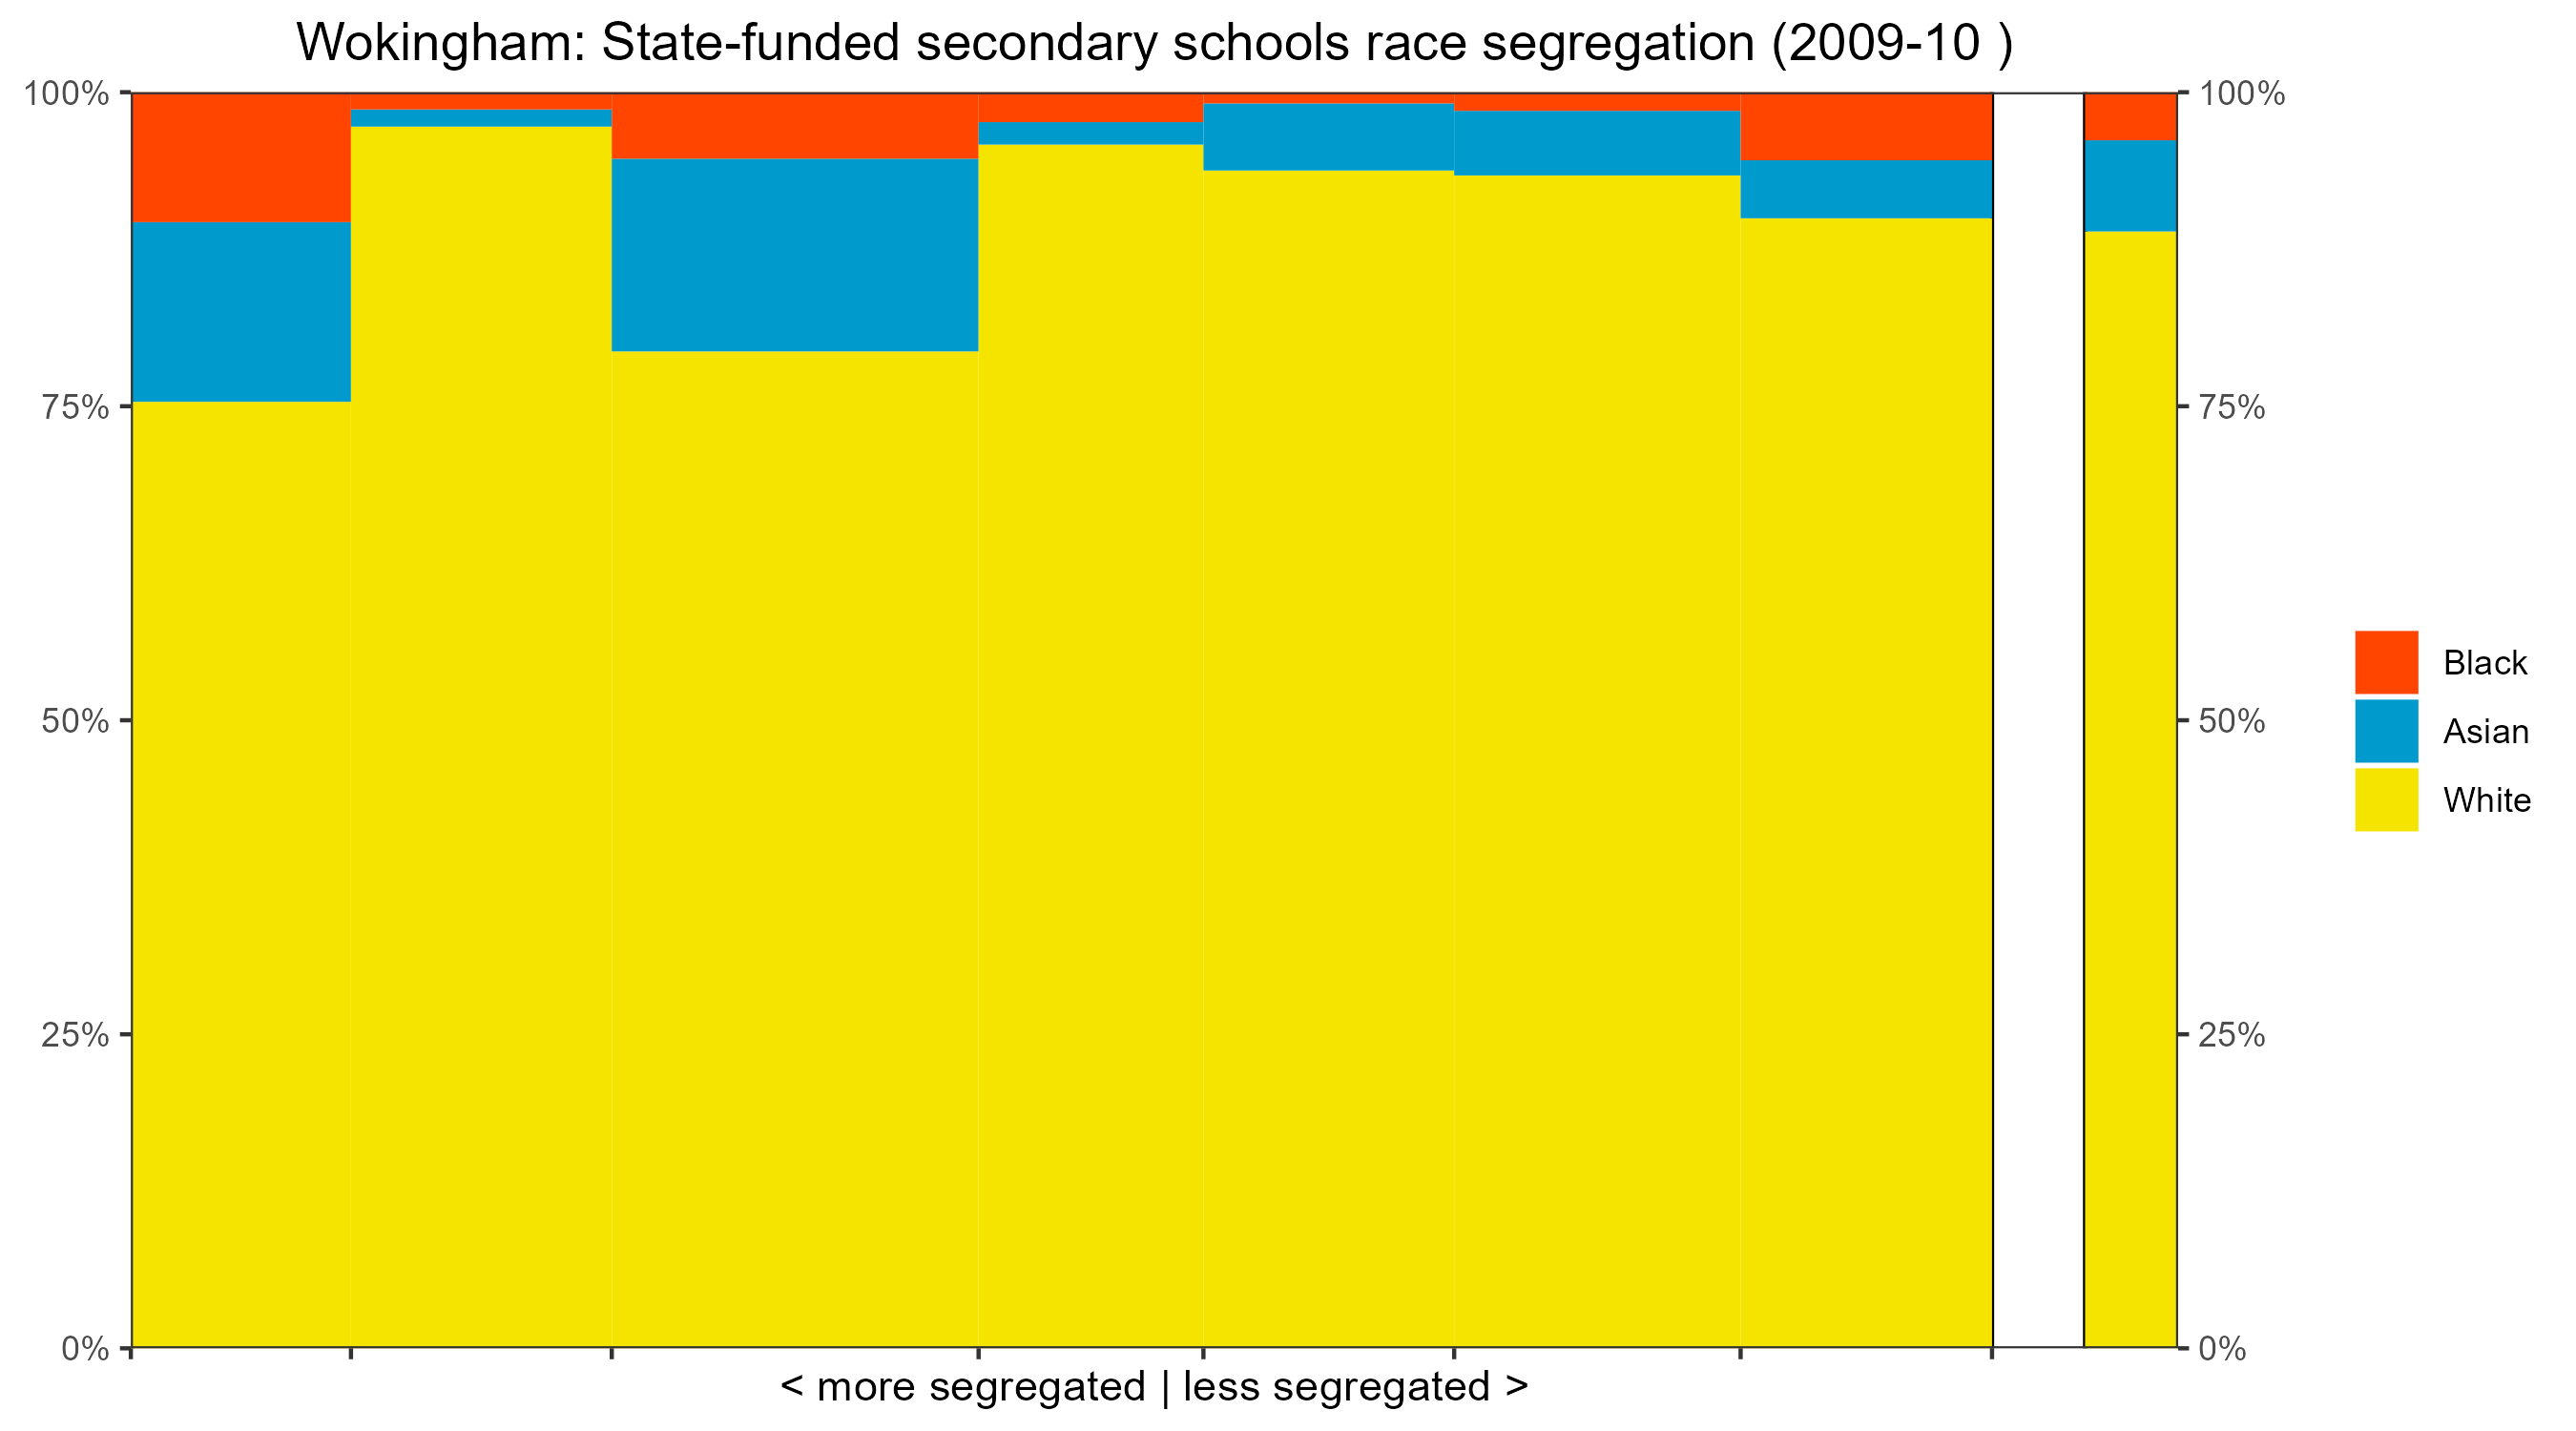 Wokingham: State-funded secondary schools race segregation (2009-10 )
100%
75%
50%
25%
0%
100%
75%
50%
25%
0%
Black
Asian
White
< more segregated | less segregated >